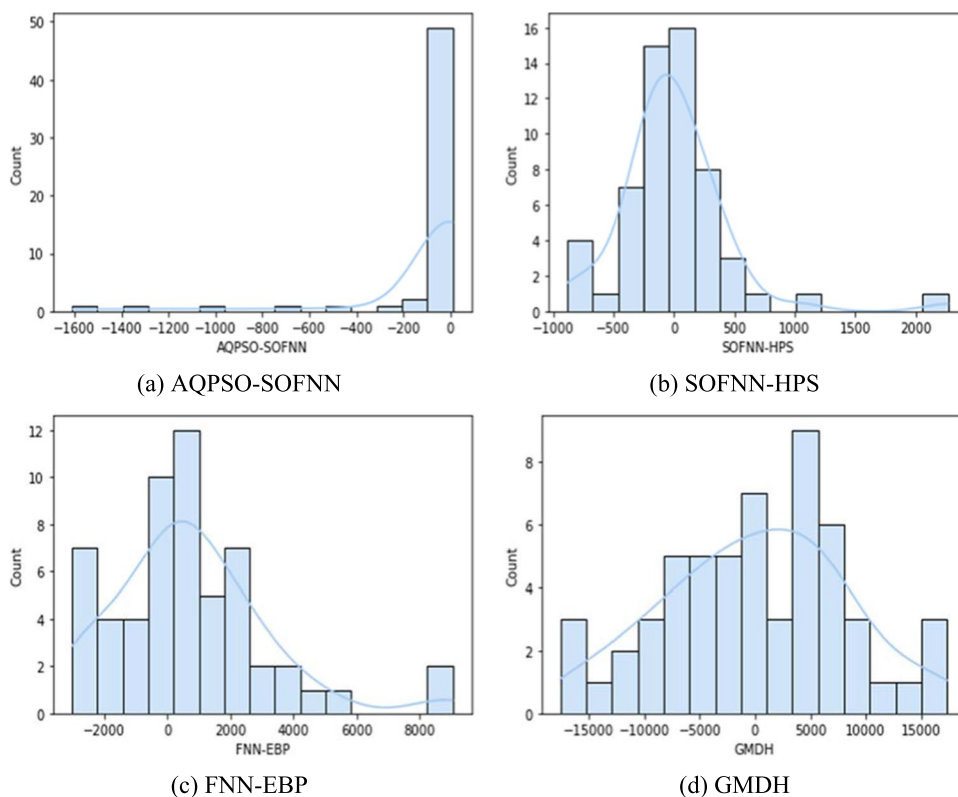 50
40
30
20
10
0
Count
−1600 −1400 −1200 −1000 −800 −600 −400 −200 0
AQPSO-SOFNN
(a) AQPSO-SOFNN
16
14
12
10
8
6
4
2
0
Count
−1000 −500 0 500 1000 1500 2000
SOFNN-HPS
(b) SOFNN-HPS
12
10
8
6
4
2
0
Count
−2000 0 2000 4000 6000 8000
FNN-EBP
(c) FNN-EBP
8
6
4
2
0
Count
−15000 −10000 −5000 0 5000 10000 15000
GMDH
(d) GMDH